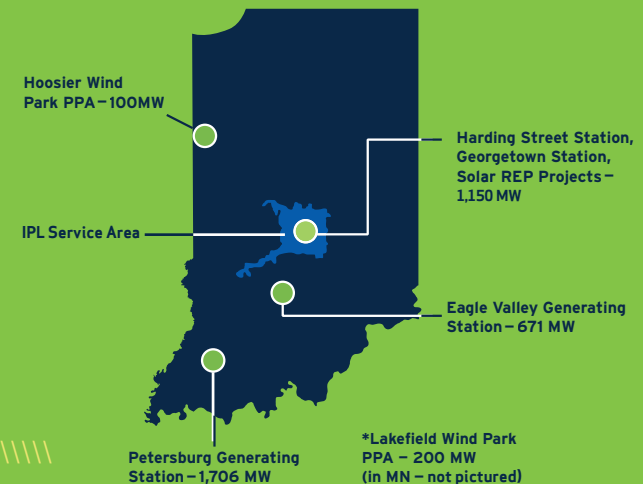 Hoosier Wind
Park PPA – 100MW
Harding Street Station,
Georgetown Station,
Solar REP Projects –
1,150 MW
IPL Service Area
Eagle Valley Generating
Station – 671 MW
Petersburg Generating
Station – 1,706 MW
*Lakefield Wind Park
PPA – 200 MW
(in MN – not pictured)